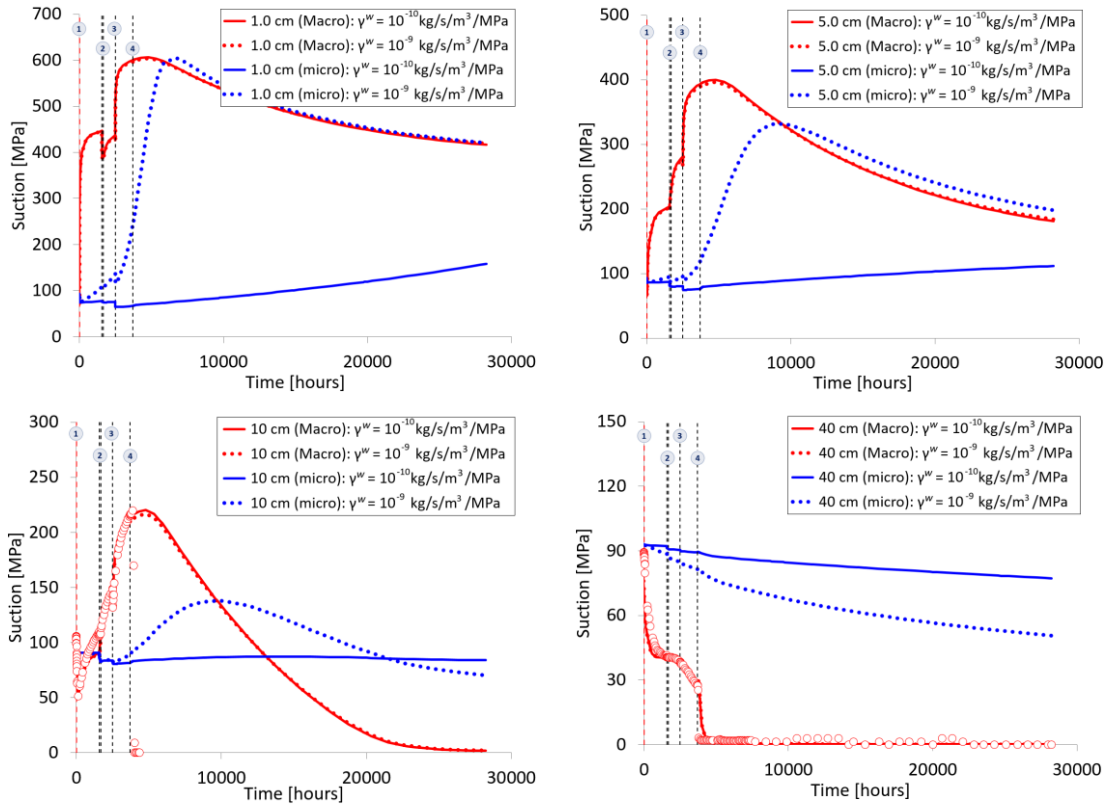 700
600
500
400
300
200
100
0
Suction [MPa]
1 2 3 4
1.0 cm (Macro): γʷ = 10⁻¹⁰ kg/s/m³/MPa
1.0 cm (Macro): γʷ = 10⁻⁹ kg/s/m³/MPa
1.0 cm (micro): γʷ = 10⁻¹⁰ kg/s/m³/MPa
1.0 cm (micro): γʷ = 10⁻⁹ kg/s/m³/MPa
0 10000 20000 30000
Time [hours]
500
400
300
200
100
0
Suction [MPa]
1 2 3 4
5.0 cm (Macro): γʷ = 10⁻¹⁰ kg/s/m³/MPa
5.0 cm (Macro): γʷ = 10⁻⁹ kg/s/m³/MPa
5.0 cm (micro): γʷ = 10⁻¹⁰ kg/s/m³/MPa
5.0 cm (micro): γʷ = 10⁻⁹ kg/s/m³/MPa
0 10000 20000 30000
Time [hours]
300
250
200
150
100
50
0
Suction [MPa]
1 2 3 4
10 cm (Macro): γʷ = 10⁻¹⁰ kg/s/m³/MPa
10 cm (Macro): γʷ = 10⁻⁹ kg/s/m³/MPa
10 cm (micro): γʷ = 10⁻¹⁰ kg/s/m³/MPa
10 cm (micro): γʷ = 10⁻⁹ kg/s/m³/MPa
0 10000 20000 30000
Time [hours]
150
120
90
60
30
0
Suction [MPa]
1 2 3 4
40 cm (Macro): γʷ = 10⁻¹⁰ kg/s/m³/MPa
40 cm (Macro): γʷ = 10⁻⁹ kg/s/m³/MPa
40 cm (micro): γʷ = 10⁻¹⁰ kg/s/m³/MPa
40 cm (micro): γʷ = 10⁻⁹ kg/s/m³/MPa
0 10000 20000 30000
Time [hours]